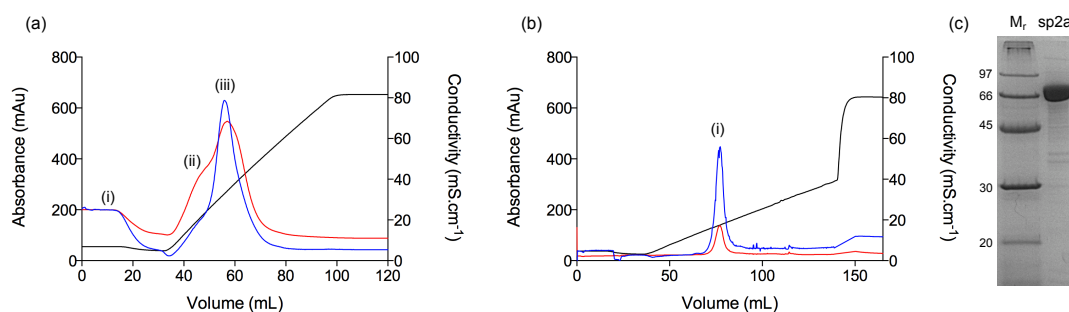 (a)
800
600
400
200
0
100
80
60
40
20
0
0 20 40 60 80 100 120
Absorbance (mAu)
Conductivity (mS.cm⁻¹)
Volume (mL)
(i)
(ii)
(iii)
(b)
800
600
400
200
0
100
80
60
40
20
0
0 50 100 150
Absorbance (mAu)
Conductivity (mS.cm⁻¹)
Volume (mL)
(i)
(c)
Mr sp2a
97
66
45
30
20